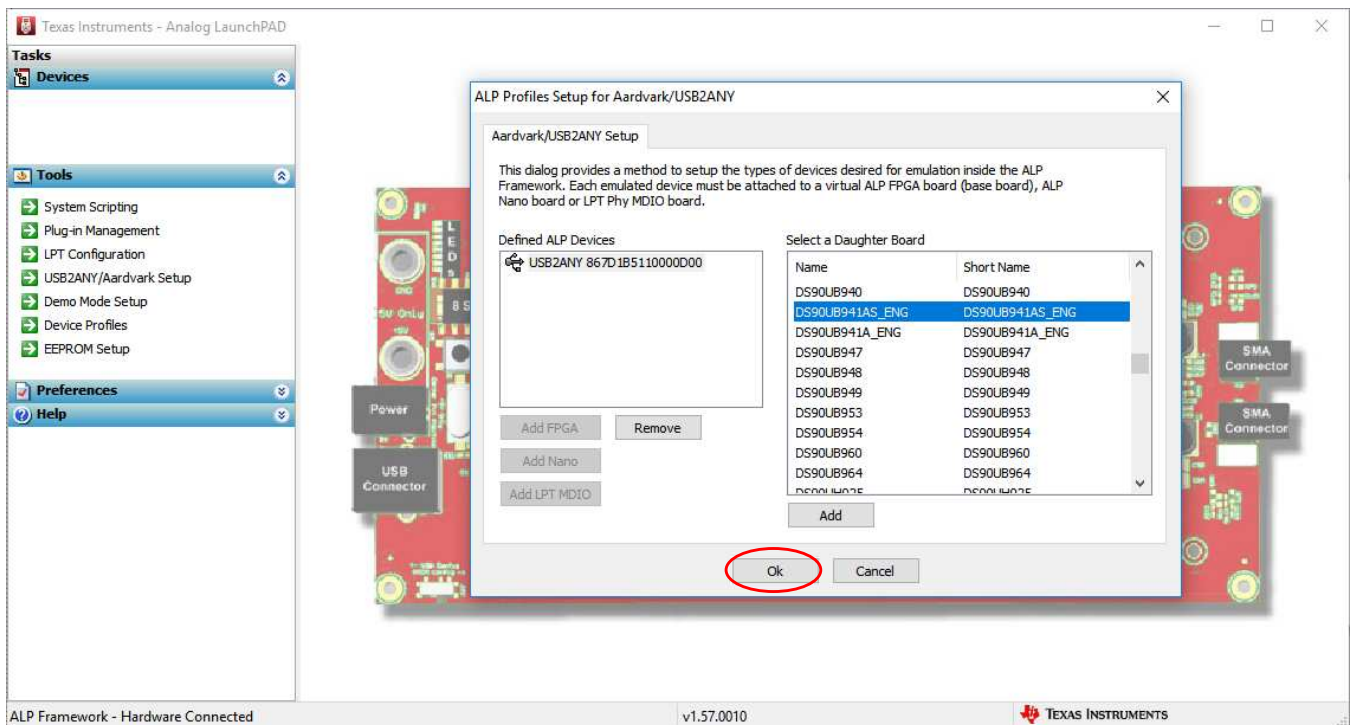 Texas Instruments - Analog LaunchPAD
Tasks
Devices
Tools
System Scripting
Plug-in Management
LPT Configuration
USB2ANY/Aardvark Setup
Demo Mode Setup
Device Profiles
EEPROM Setup
Preferences
Help
ALP Profiles Setup for Aardvark/USB2ANY
Aardvark/USB2ANY Setup
This dialog provides a method to setup the types of devices desired for emulation inside the ALP
Framework. Each emulated device must be attached to a virtual ALP FPGA board (base board), ALP
Nano board or LPT Phy MDIO board.
Defined ALP Devices
USB2ANY 867D1B5110000D00
Add FPGA
Remove
Add Nano
Add LPT MDIO
Select a Daughter Board
Name Short Name
DS90UB940 DS90UB940
DS90UB941AS_ENG DS90UB941AS_ENG
DS90UB941A_ENG DS90UB941A_ENG
DS90UB947 DS90UB947
DS90UB948 DS90UB948
DS90UB949 DS90UB949
DS90UB953 DS90UB953
DS90UB954 DS90UB954
DS90UB960 DS90UB960
DS90UB964 DS90UB964
Add
Ok
Cancel
LEDs
5V Only
8 S
Power
USB
Connector
SMA
Connector
SMA
Connector
ALP Framework - Hardware Connected
v1.57.0010
TEXAS INSTRUMENTS